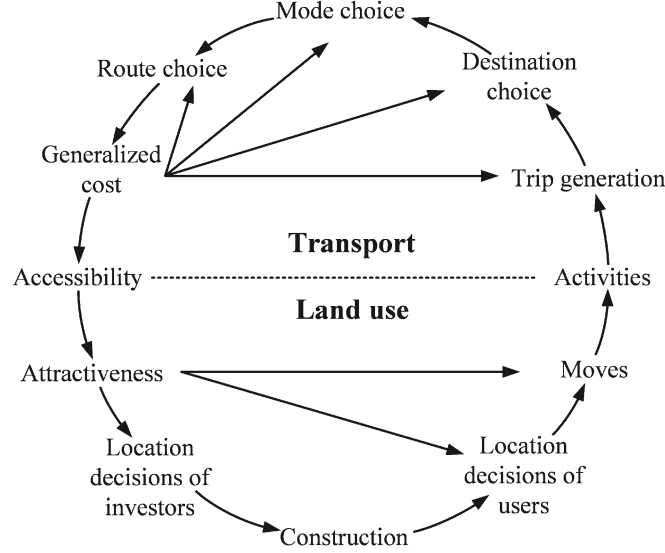 Mode choice
Route choice
Destination
choice
Generalized
cost
Trip generation
Transport
Accessibility
Activities
Land use
Attractiveness
Moves
Location
decisions of
investors
Location
decisions of
users
Construction